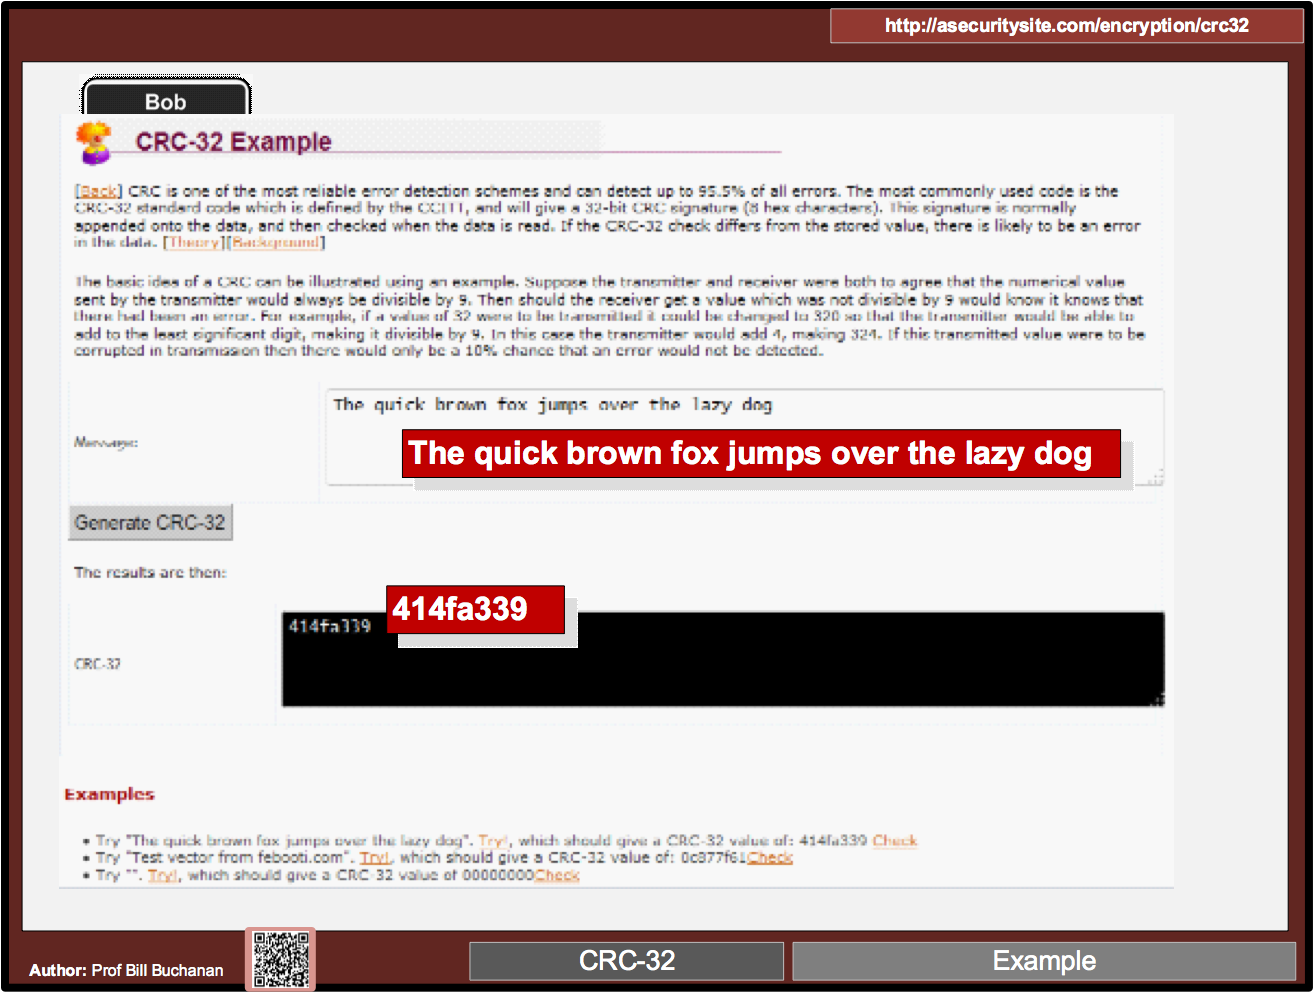 http://asecuritysite.com/encryption/crc32
Bob
CRC-32 Example
[Back] CRC is one of the most reliable error detection schemes and can detect up to 95.5% of all errors. The most commonly used code is the
CRC-32 standard code which is defined by the CCITT, and will give a 32-bit CRC signature (8 hex characters). This signature is normally
appended onto the data, and then checked when the data is read. If the CRC-32 check differs from the stored value, there is likely to be an error
in the data. [Theory][Background]
The basic idea of a CRC can be illustrated using an example. Suppose the transmitter and receiver were both to agree that the numerical value
sent by the transmitter would always be divisible by 9. Then should the receiver get a value which was not divisible by 9 would know it knows that
there had been an error. For example, if a value of 32 were to be transmitted it could be changed to 320 so that the transmitter would be able to
add to the least significant digit, making it divisible by 9. In this case the transmitter would add 4, making 324. If this transmitted value were to be
corrupted in transmission then there would only be a 10% chance that an error would not be detected.
The quick brown fox jumps over the lazy dog
Message:
The quick brown fox jumps over the lazy dog
Generate CRC-32
The results are then:
414fa339
414fa339
CRC-32
Examples
• Try "The quick brown fox jumps over the lazy dog". Try!, which should give a CRC-32 value of: 414fa339 Check
• Try "Test vector from febooti.com". Try!, which should give a CRC-32 value of: 0c877f61Check
• Try "". Try!, which should give a CRC-32 value of 00000000Check
Author: Prof Bill Buchanan
CRC-32
Example